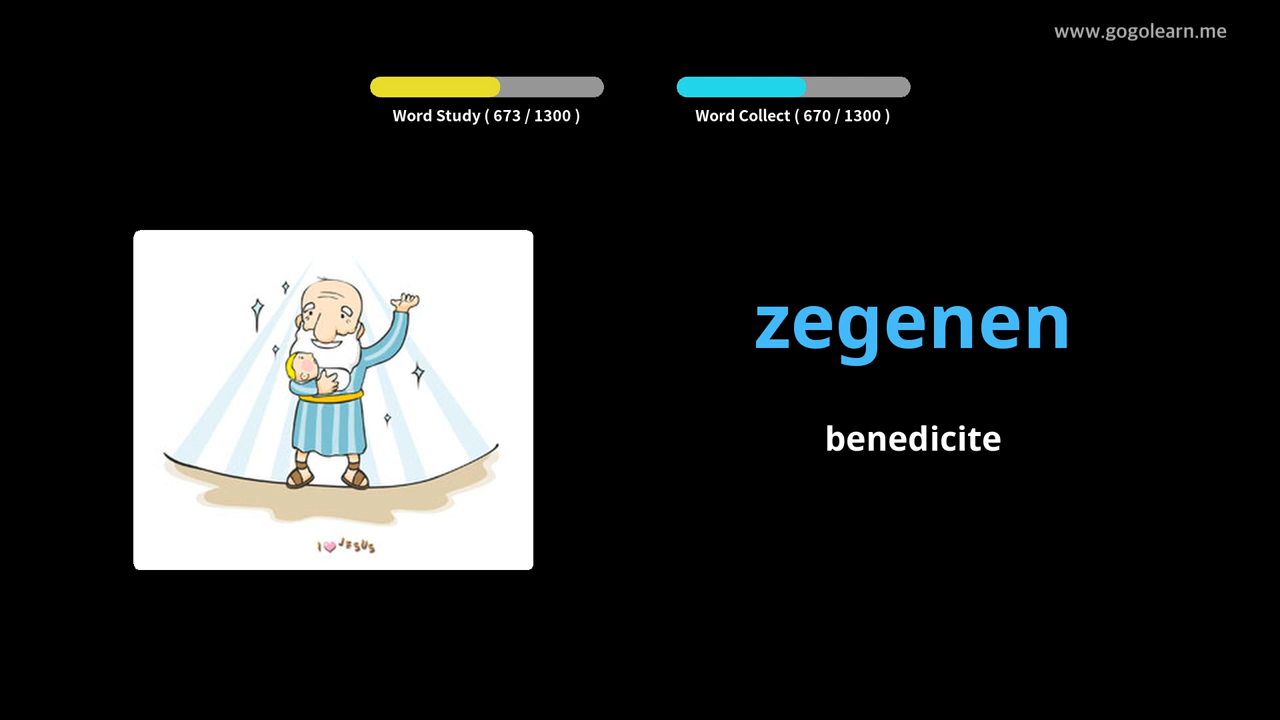 www.gogolearn.me
Word Study ( 673 / 1300 )
Word Collect ( 670 / 1300 )
zegenen
benedicite
I JESUS